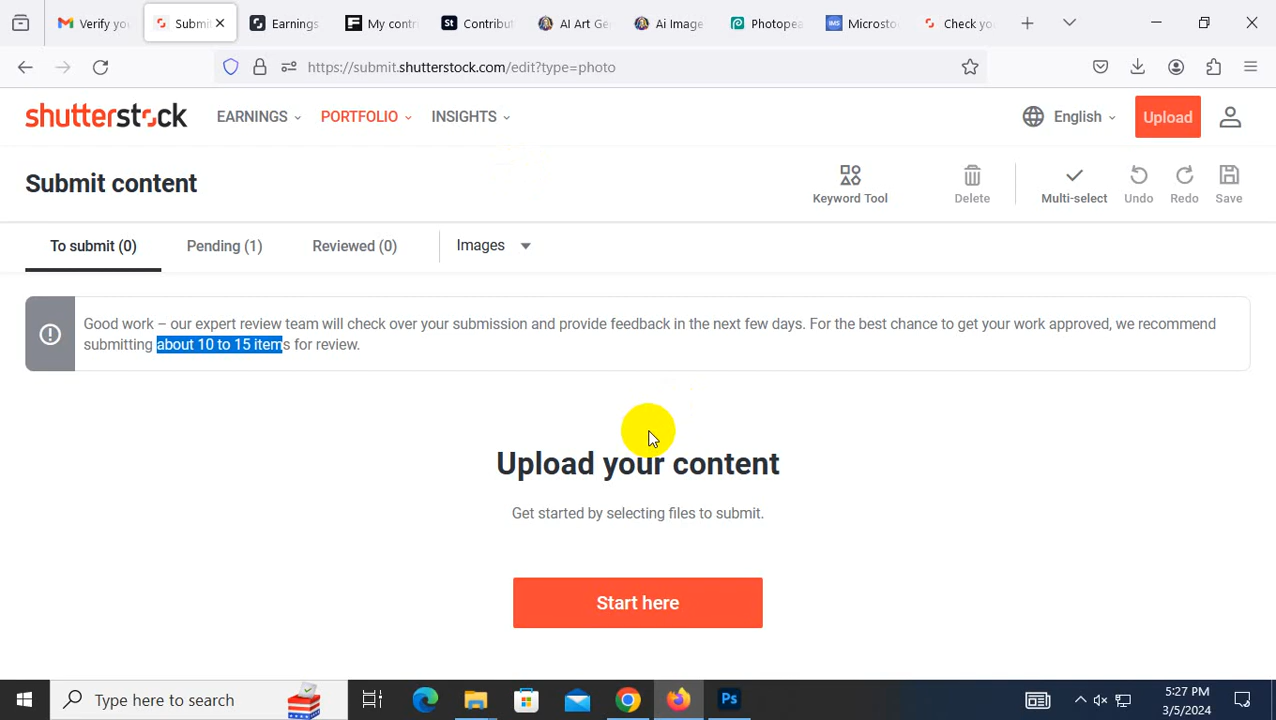 Verify yo
Submi
Earnings
My contr
Contribut
AI Art Ge
Ai Image
Photopea
Microsto
Check yo
https://submit.shutterstock.com/edit?type=photo
shutterstock
EARNINGS
PORTFOLIO
INSIGHTS
English
Upload
Submit content
Keyword Tool
Delete
Multi-select
Undo
Redo
Save
To submit (0)
Pending (1)
Reviewed (0)
Images
Good work – our expert review team will check over your submission and provide feedback in the next few days. For the best chance to get your work approved, we recommend
submitting about 10 to 15 items for review.
Upload your content
Get started by selecting files to submit.
Start here
Type here to search
Ps
5:27 PM
3/5/2024